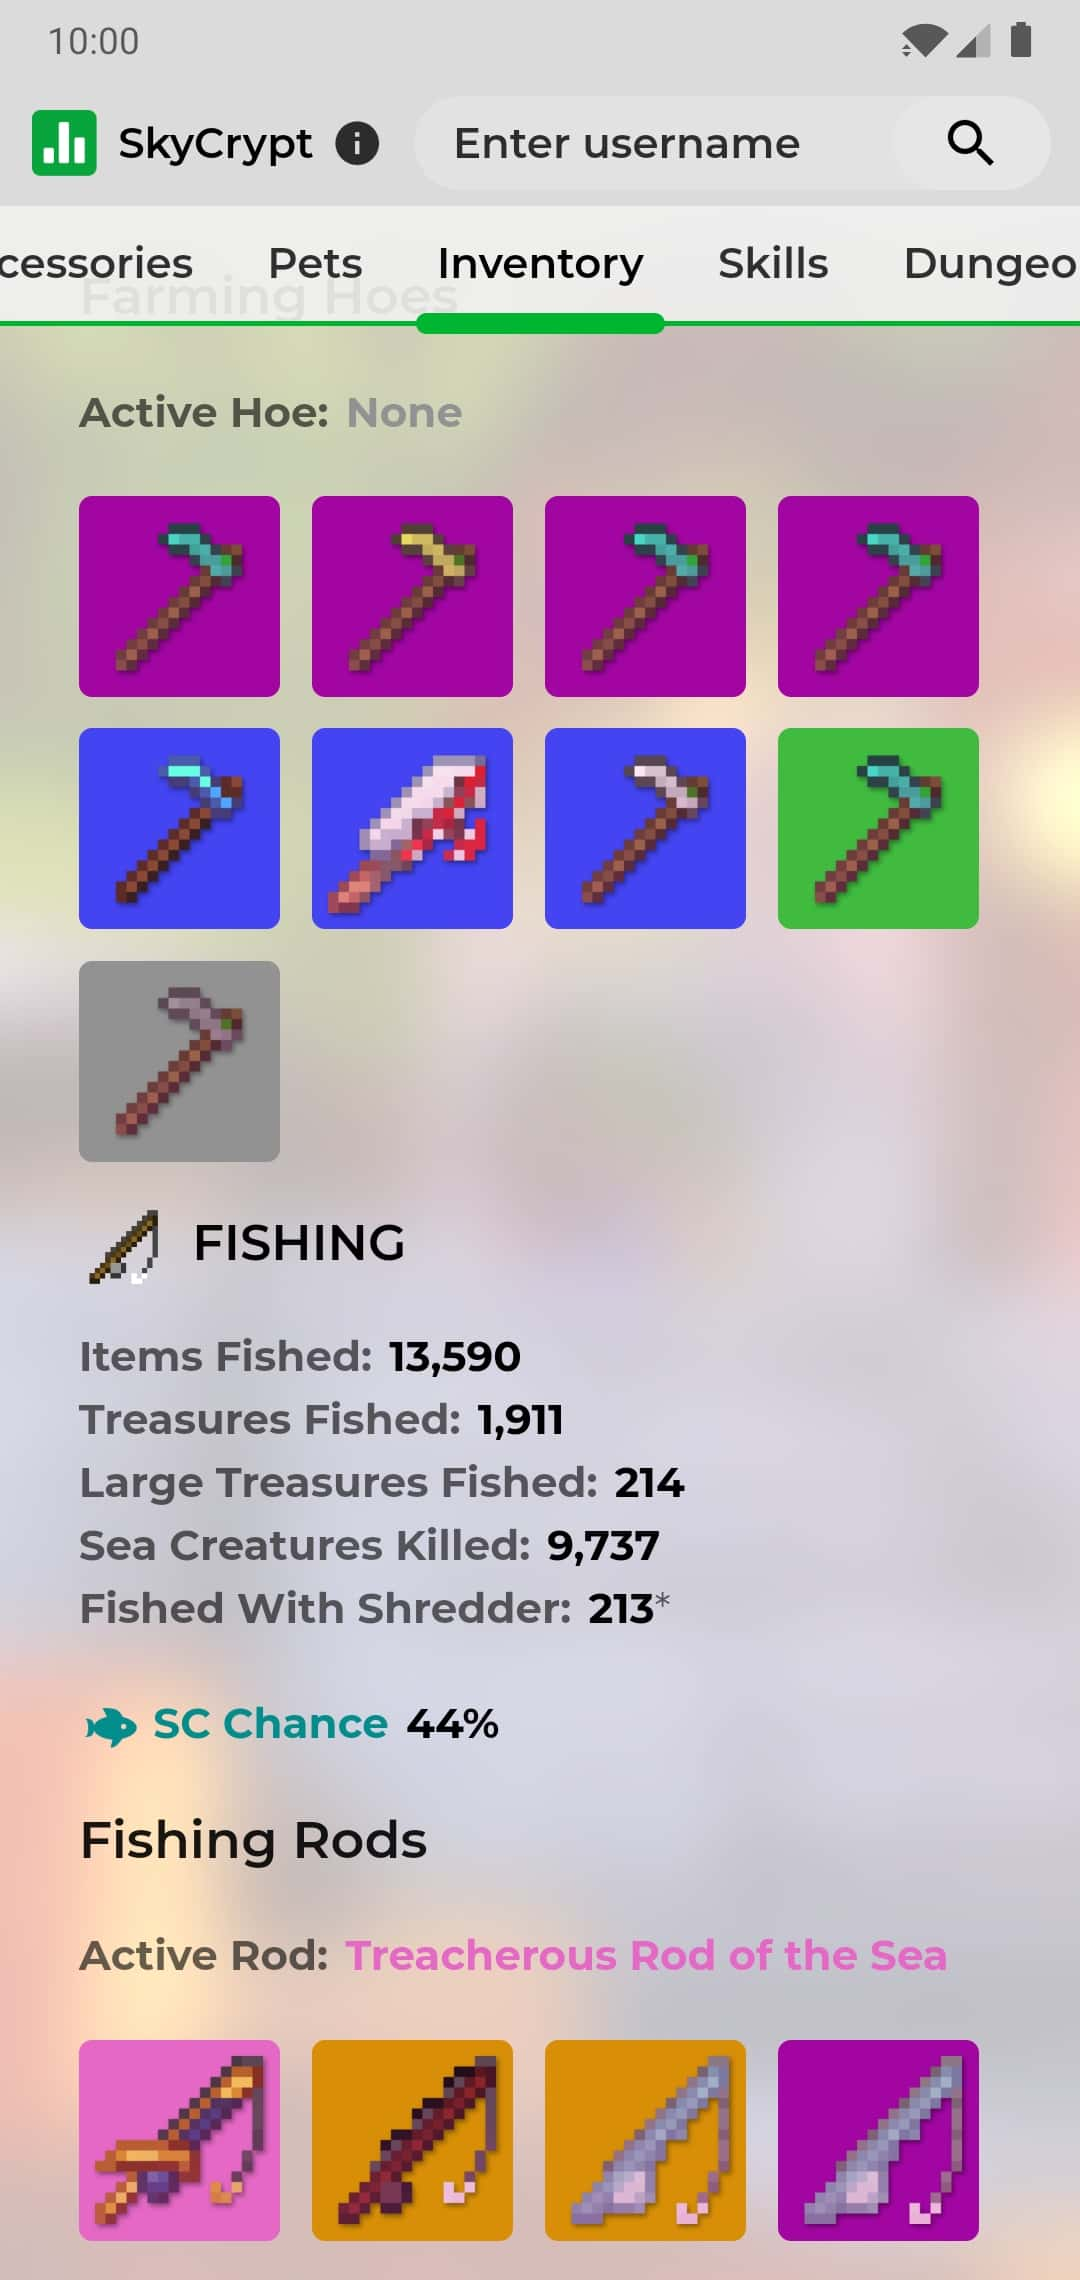 10:00
SkyCrypt
Enter username
cessories Pets Inventory Skills Dungeo
Farming Hoes
Active Hoe: None
FISHING
Items Fished: 13,590
Treasures Fished: 1,911
Large Treasures Fished: 214
Sea Creatures Killed: 9,737
Fished With Shredder: 213*
SC Chance 44%
Fishing Rods
Active Rod: Treacherous Rod of the Sea